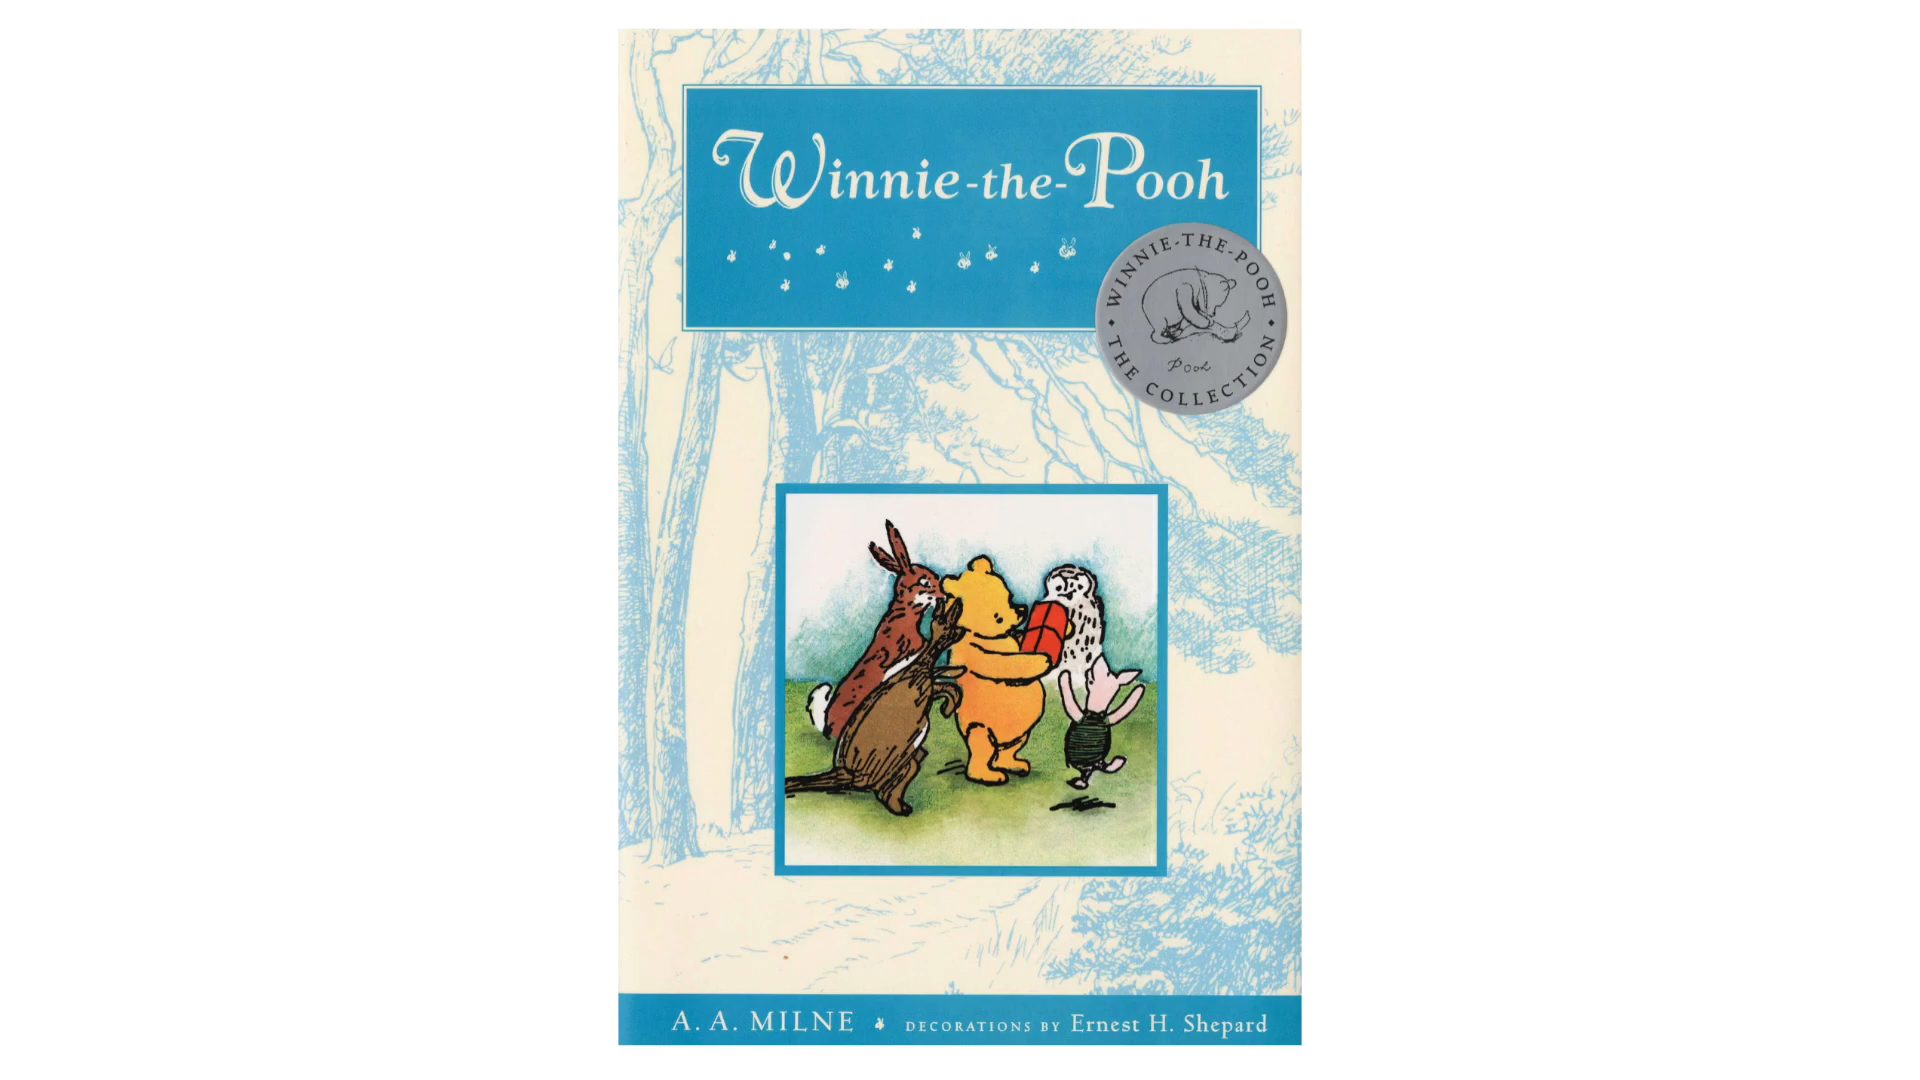 Winnie-the-Pooh
WINNIE-THE-POOH
Pooh
THE COLLECTION
A. A. MILNE DECORATIONS BY Ernest H. Shepard